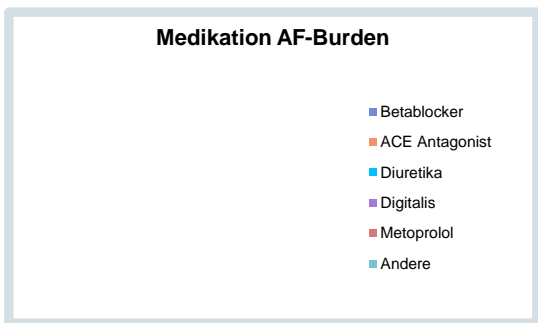 Medikation AF-Burden
Betablocker
ACE Antagonist
Diuretika
Digitalis
Metoprolol
Andere